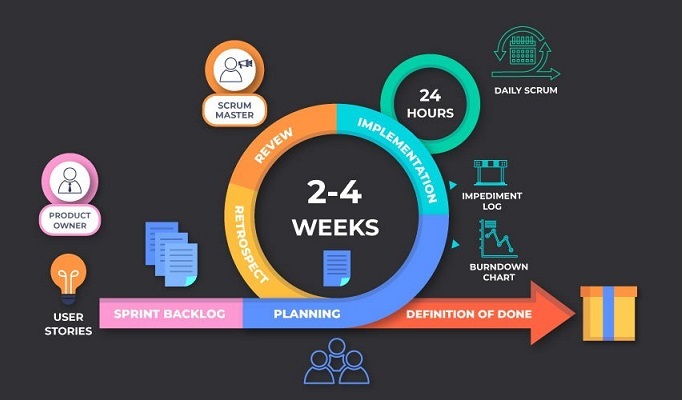 SCRUM
MASTER
24
HOURS
DAILY SCRUM
REVEW
IMPLEMENTATION
2-4
WEEKS
RETROSPECT
IMPEDIMENT
LOG
BURNDOWN
CHART
PRODUCT
OWNER
USER
STORIES
SPRINT BACKLOG
PLANNING
DEFINITION OF DONE